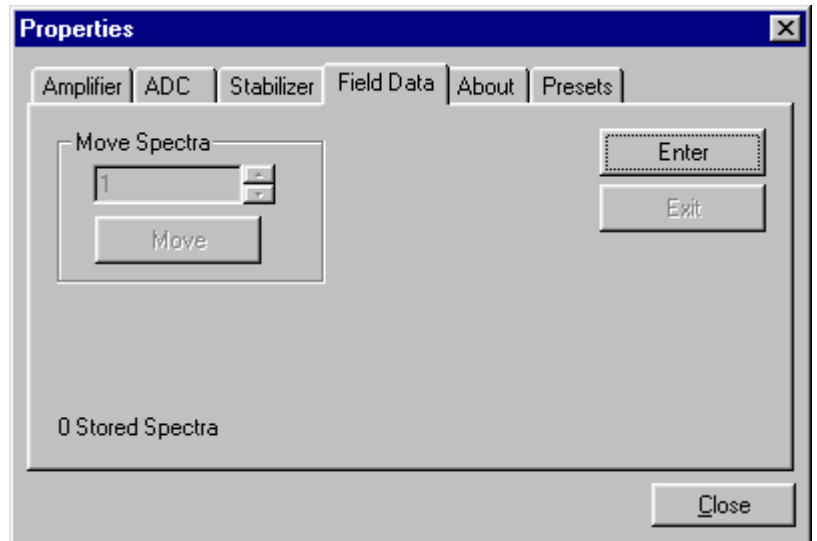 Properties
Amplifier ADC Stabilizer Field Data About Presets
Move Spectra
1
Move
Enter
Exit
0 Stored Spectra
Close